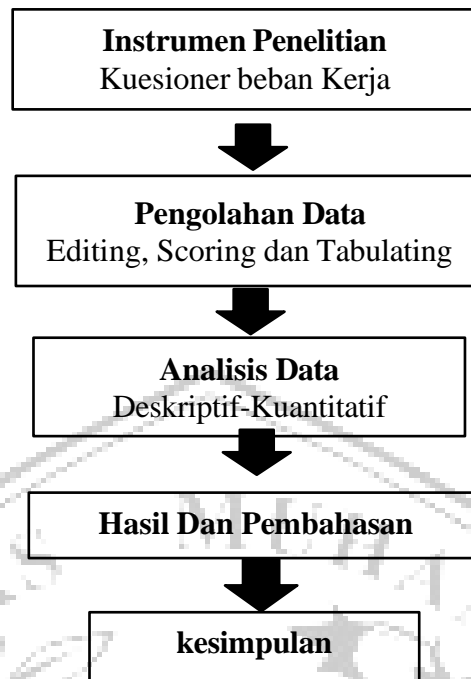 Instrumen Penelitian
Kuesioner beban Kerja
Pengolahan Data
Editing, Scoring dan Tabulating
Analisis Data
Deskriptif-Kuantitatif
Hasil Dan Pembahasan
kesimpulan